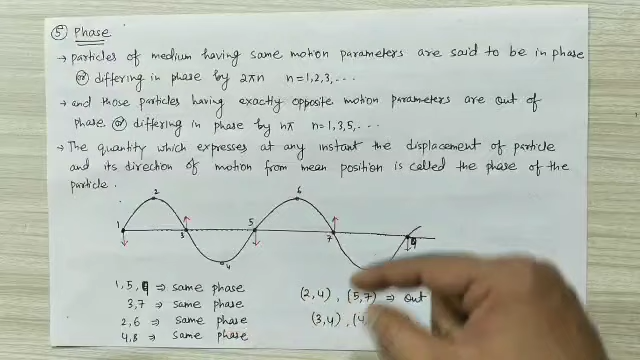 ⑤ Phase
→ particles of medium having same motion parameters are said to be in phase
(or) differing in phase by 2πn n=1,2,3,...
→ and those particles having exactly opposite motion parameters are out of
phase. (or) differing in phase by nπ n=1,3,5,...
→ The quantity which expresses at any instant the displacement of particle
and its direction of motion from mean position is called the phase of the
particle.
1 2 3 4 5 6 7 9
1,5,9 ⇒ same phase
3,7 ⇒ same phase
2,6 ⇒ same phase
4,8 ⇒ same phase
(2,4), (5,7) ⇒ out
(3,4), (4,